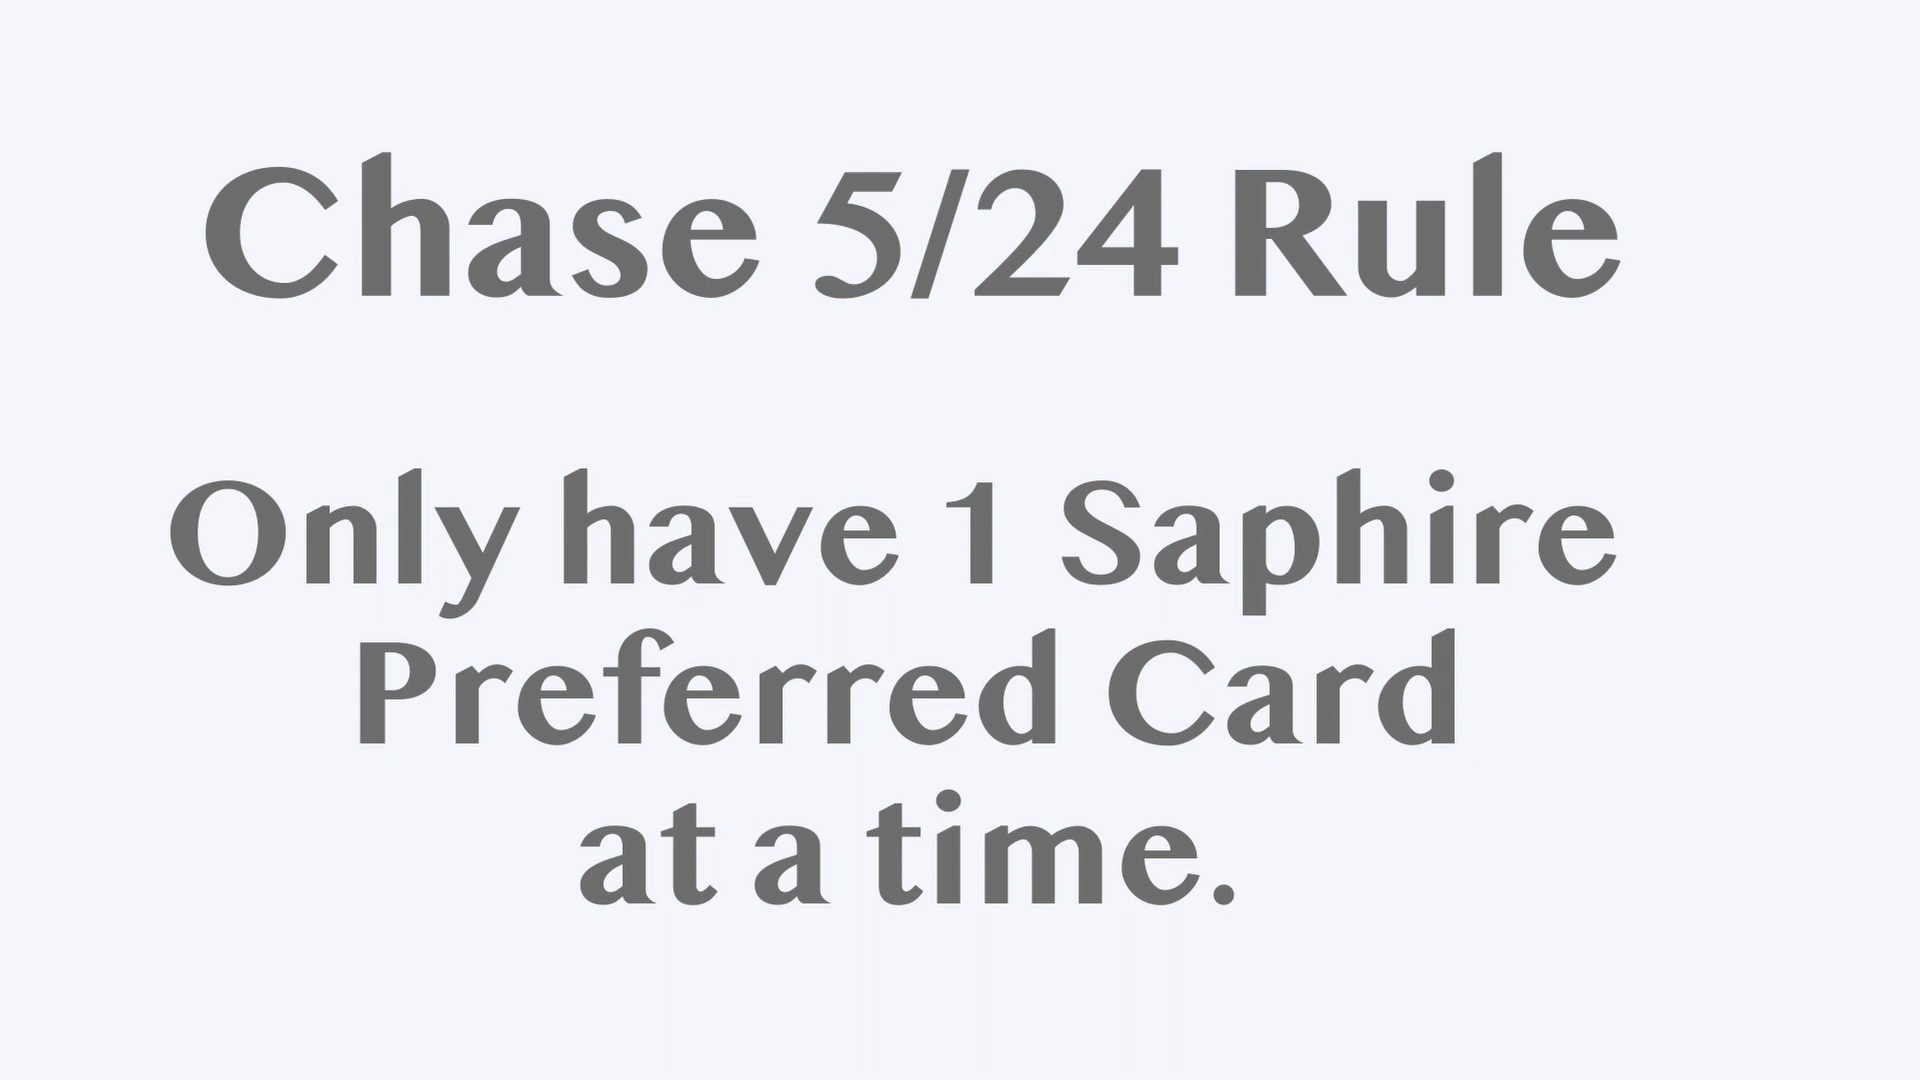 Chase 5/24 Rule
Only have 1 Saphire
Preferred Card
at a time.